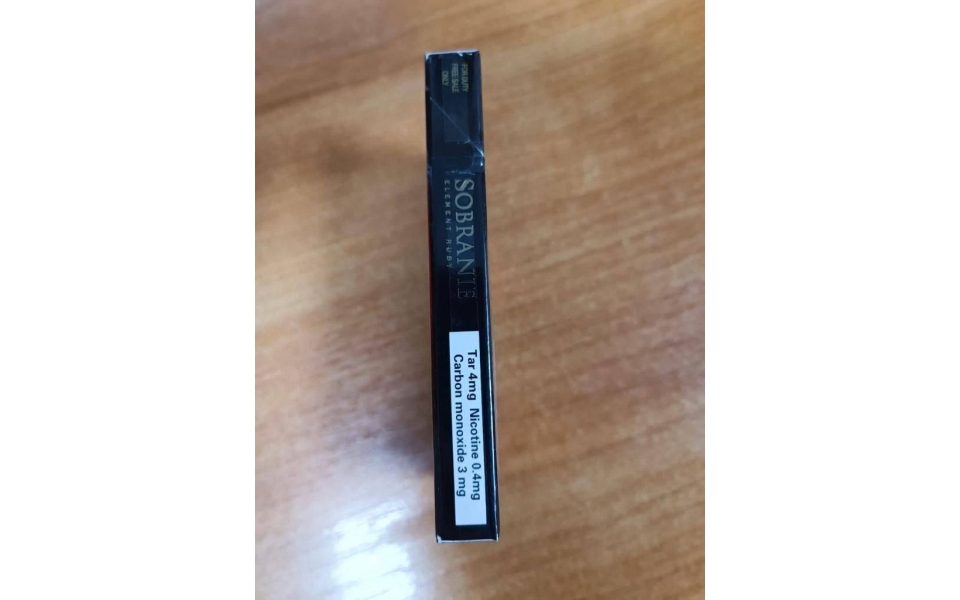 FOR DUTY
FREE SALE
ONLY
SOBRANIE
ELEMENT RUBY
Tar 4mg Nicotine 0.4mg
Carbon monoxide 3 mg